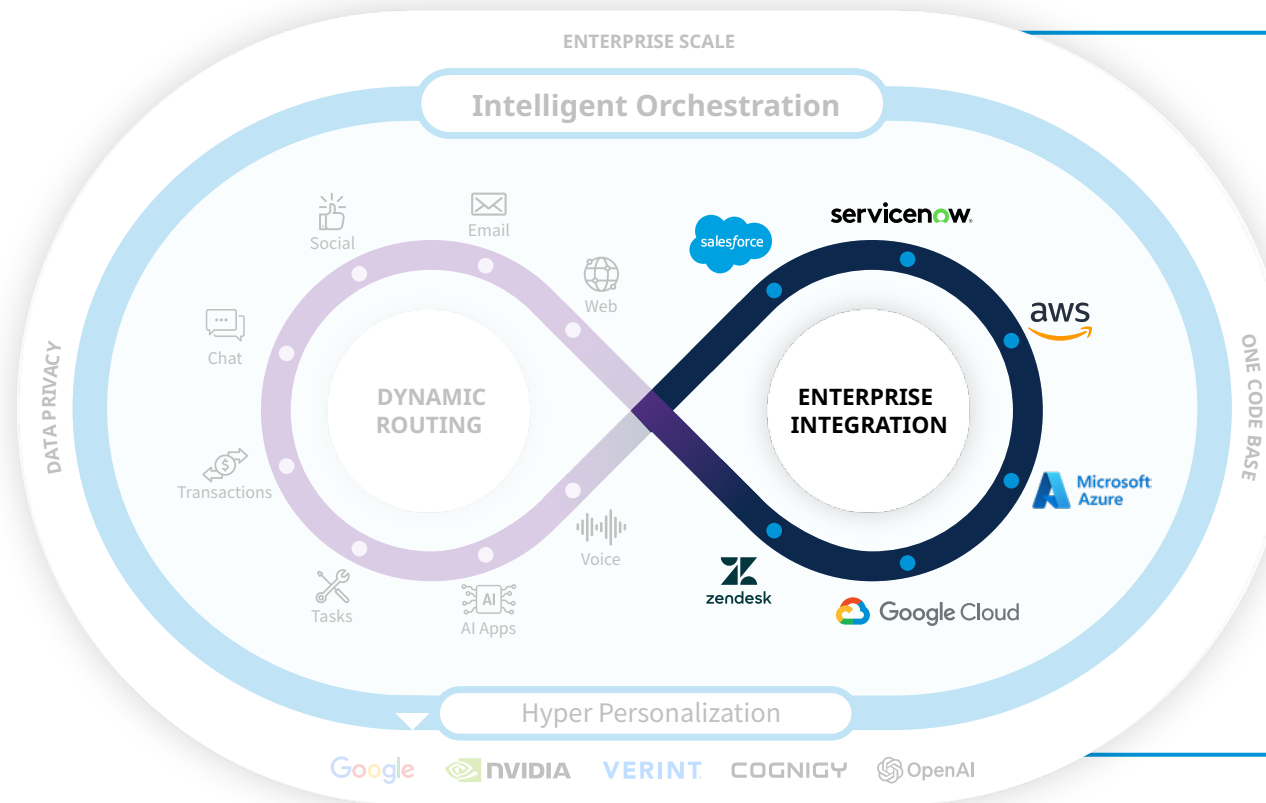 ENTERPRISE SCALE
Intelligent Orchestration
Social
Email
Web
Chat
Transactions
Tasks
AI
AI Apps
Voice
DYNAMIC
ROUTING
salesforce
servicenow.
aws
Microsoft
Azure
Google Cloud
zendesk
ENTERPRISE
INTEGRATION
DATA PRIVACY
ONE CODE BASE
Hyper Personalization
Google
NVIDIA
VERINT.
COGNIGY
OpenAI